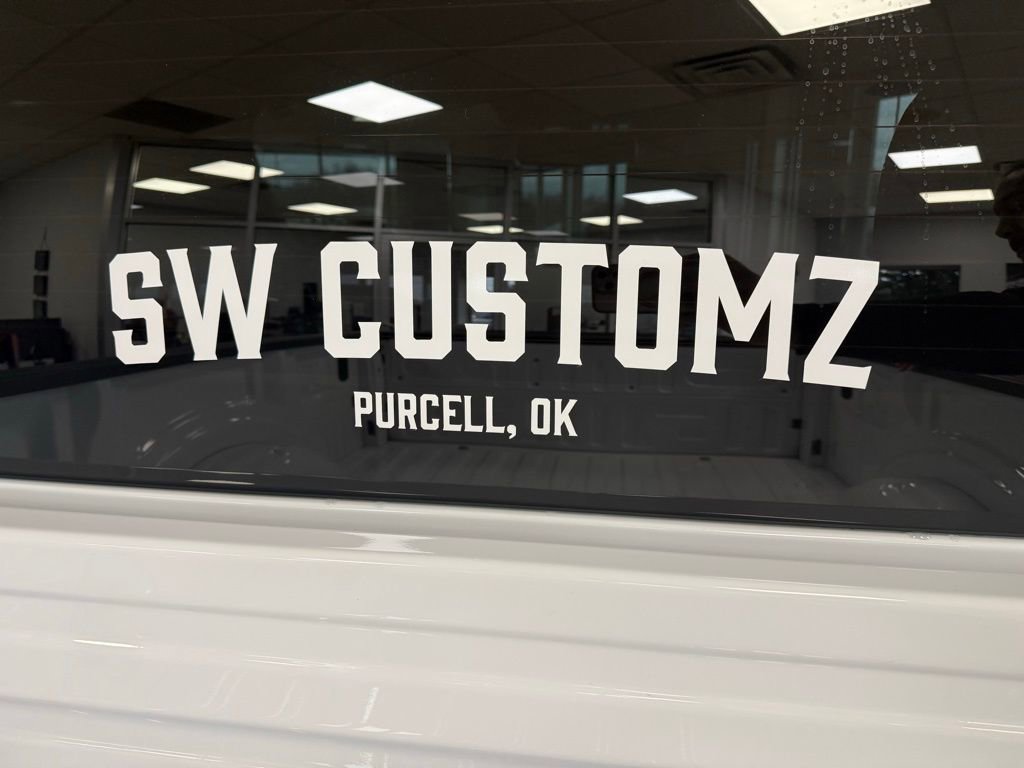 SW CUSTOMZ
PURCELL, OK